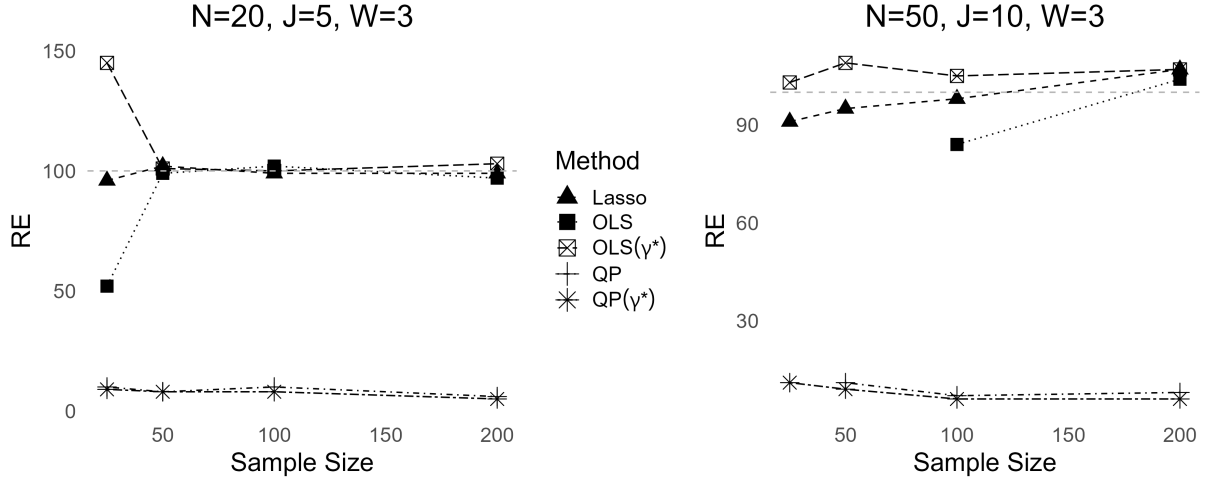 N=20, J=5, W=3
RE
150
100
50
0
50 100 150 200
Sample Size
Method
Lasso
OLS
OLS(γ*)
QP
QP(γ*)
N=50, J=10, W=3
RE
90
60
30
50 100 150 200
Sample Size